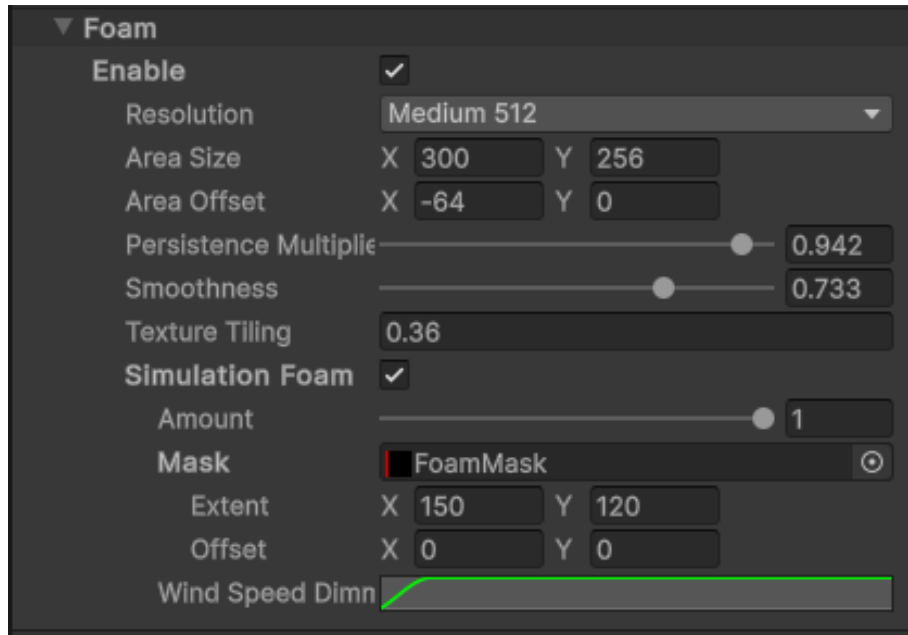 Foam
Enable
Resolution Medium 512
Area Size X 300 Y 256
Area Offset X -64 Y 0
Persistence Multiplie 0.942
Smoothness 0.733
Texture Tiling 0.36
Simulation Foam
Amount 1
Mask FoamMask
Extent X 150 Y 120
Offset X 0 Y 0
Wind Speed Dimn